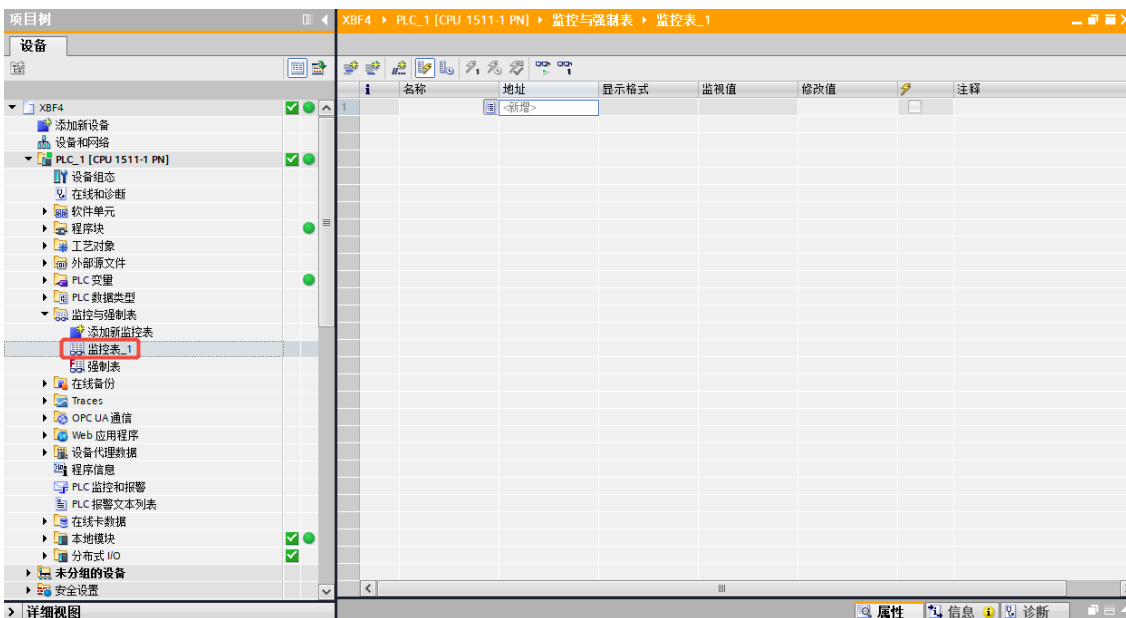 项目树
XBF4 ▸ PLC_1 [CPU 1511-1 PN] ▸ 监控与强制表 ▸ 监控表_1
设备
i 名称 地址 显示格式 监视值 修改值 注释
1 <新增>
XBF4
添加新设备
设备和网络
PLC_1 [CPU 1511-1 PN]
设备组态
在线和诊断
软件单元
程序块
工艺对象
外部源文件
PLC 变量
PLC 数据类型
监控与强制表
添加新监控表
监控表_1
强制表
在线备份
Traces
OPC UA 通信
Web 应用程序
设备代理数据
程序信息
PLC 监控和报警
PLC 报警文本列表
在线卡数据
本地模块
分布式 I/O
未分组的设备
安全设置
详细视图
属性 信息 诊断